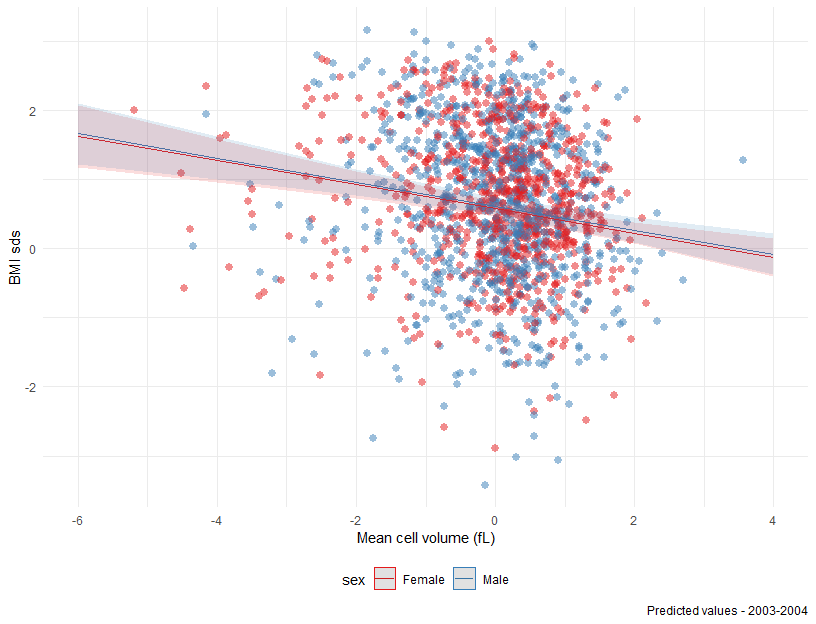 2
0
-2
BMI sds
-6
-4
-2
0
2
4
Mean cell volume (fL)
sex Female Male
Predicted values - 2003-2004